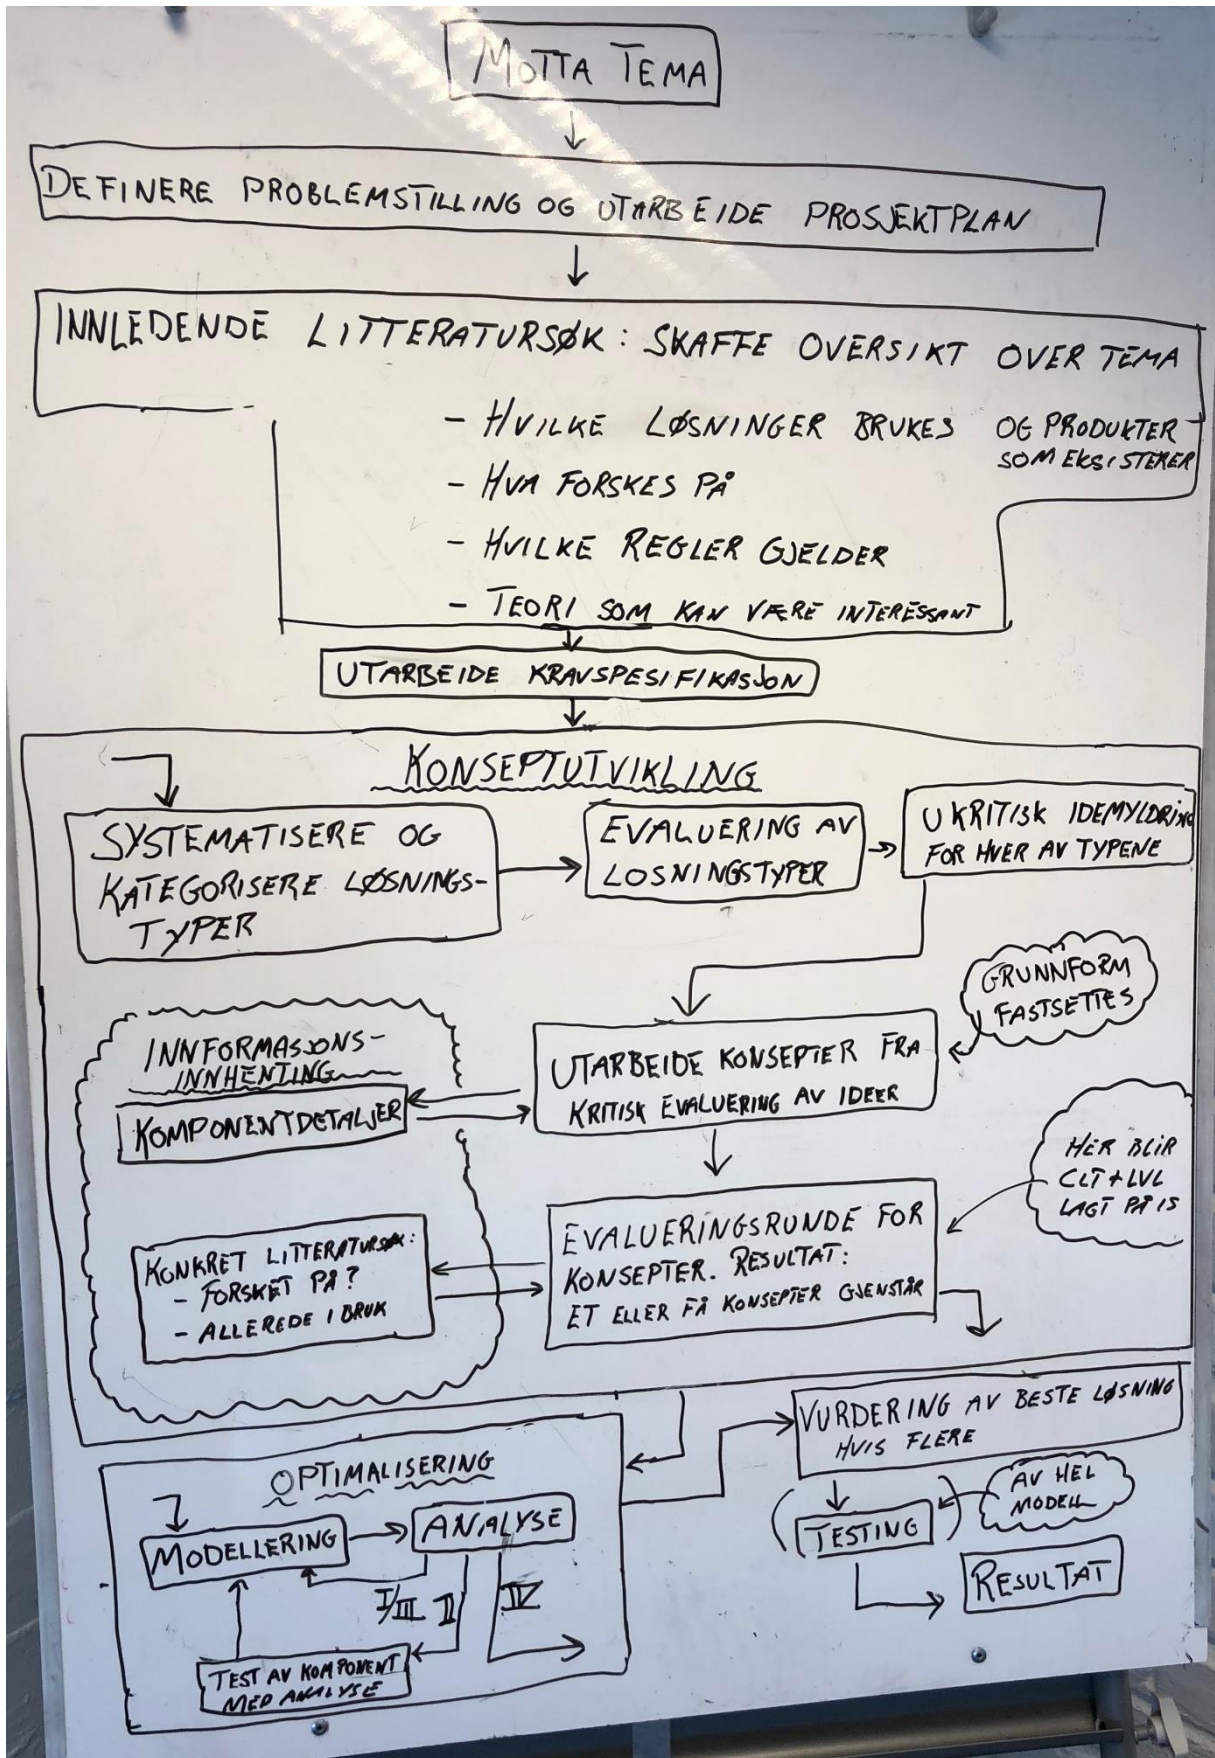 MOTTA TEMA
DEFINERE PROBLEMSTILLING OG UTARBEIDE PROSJEKTPLAN
INNLEDENDE LITTERATURSØK: SKAFFE OVERSIKT OVER TEMA
- HVILKE LØSNINGER BRUKES OG PRODUKTER
SOM EKSISTERER
- HVA FORSKES PÅ
- HVILKE REGLER GJELDER
- TEORI SOM KAN VÆRE INTERESSANT
UTARBEIDE KRAVSPESIFIKASJON
KONSEPTUTVIKLING
SYSTEMATISERE OG
KATEGORISERE LØSNINGS-
TYPER
EVALUERING AV
LOSNINGSTYPER
UKRITISK IDEMYLDRING
FOR HVER AV TYPENE
GRUNNFORM
FASTSETTES
INNFORMASJONS-
INNHENTING
KOMPONENTDETALJER
UTARBEIDE KONSEPTER FRA
KRITISK EVALUERING AV IDEER
HER BLIR
CLT+LVL
LAGT PÅ IS
KONKRET LITTERATURSØK:
- FORSKET PÅ?
- ALLEREDE I BRUK
EVALUERINGSRUNDE FOR
KONSEPTER. RESULTAT:
ET ELLER FÅ KONSEPTER GJENSTÅR
OPTIMALISERING
MODELLERING
ANALYSE
I/III II IV
TEST AV KOMPONENT
MED ANALYSE
VURDERING AV BESTE LØSNING
HVIS FLERE
(TESTING)
AV HEL
MODELL
RESULTAT